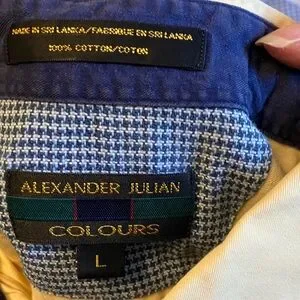 MADE IN SRI LANKA/FABRIQUE EN SRI LANKA
100% COTTON/COTON
ALEXANDER JULIAN
COLOURS
L